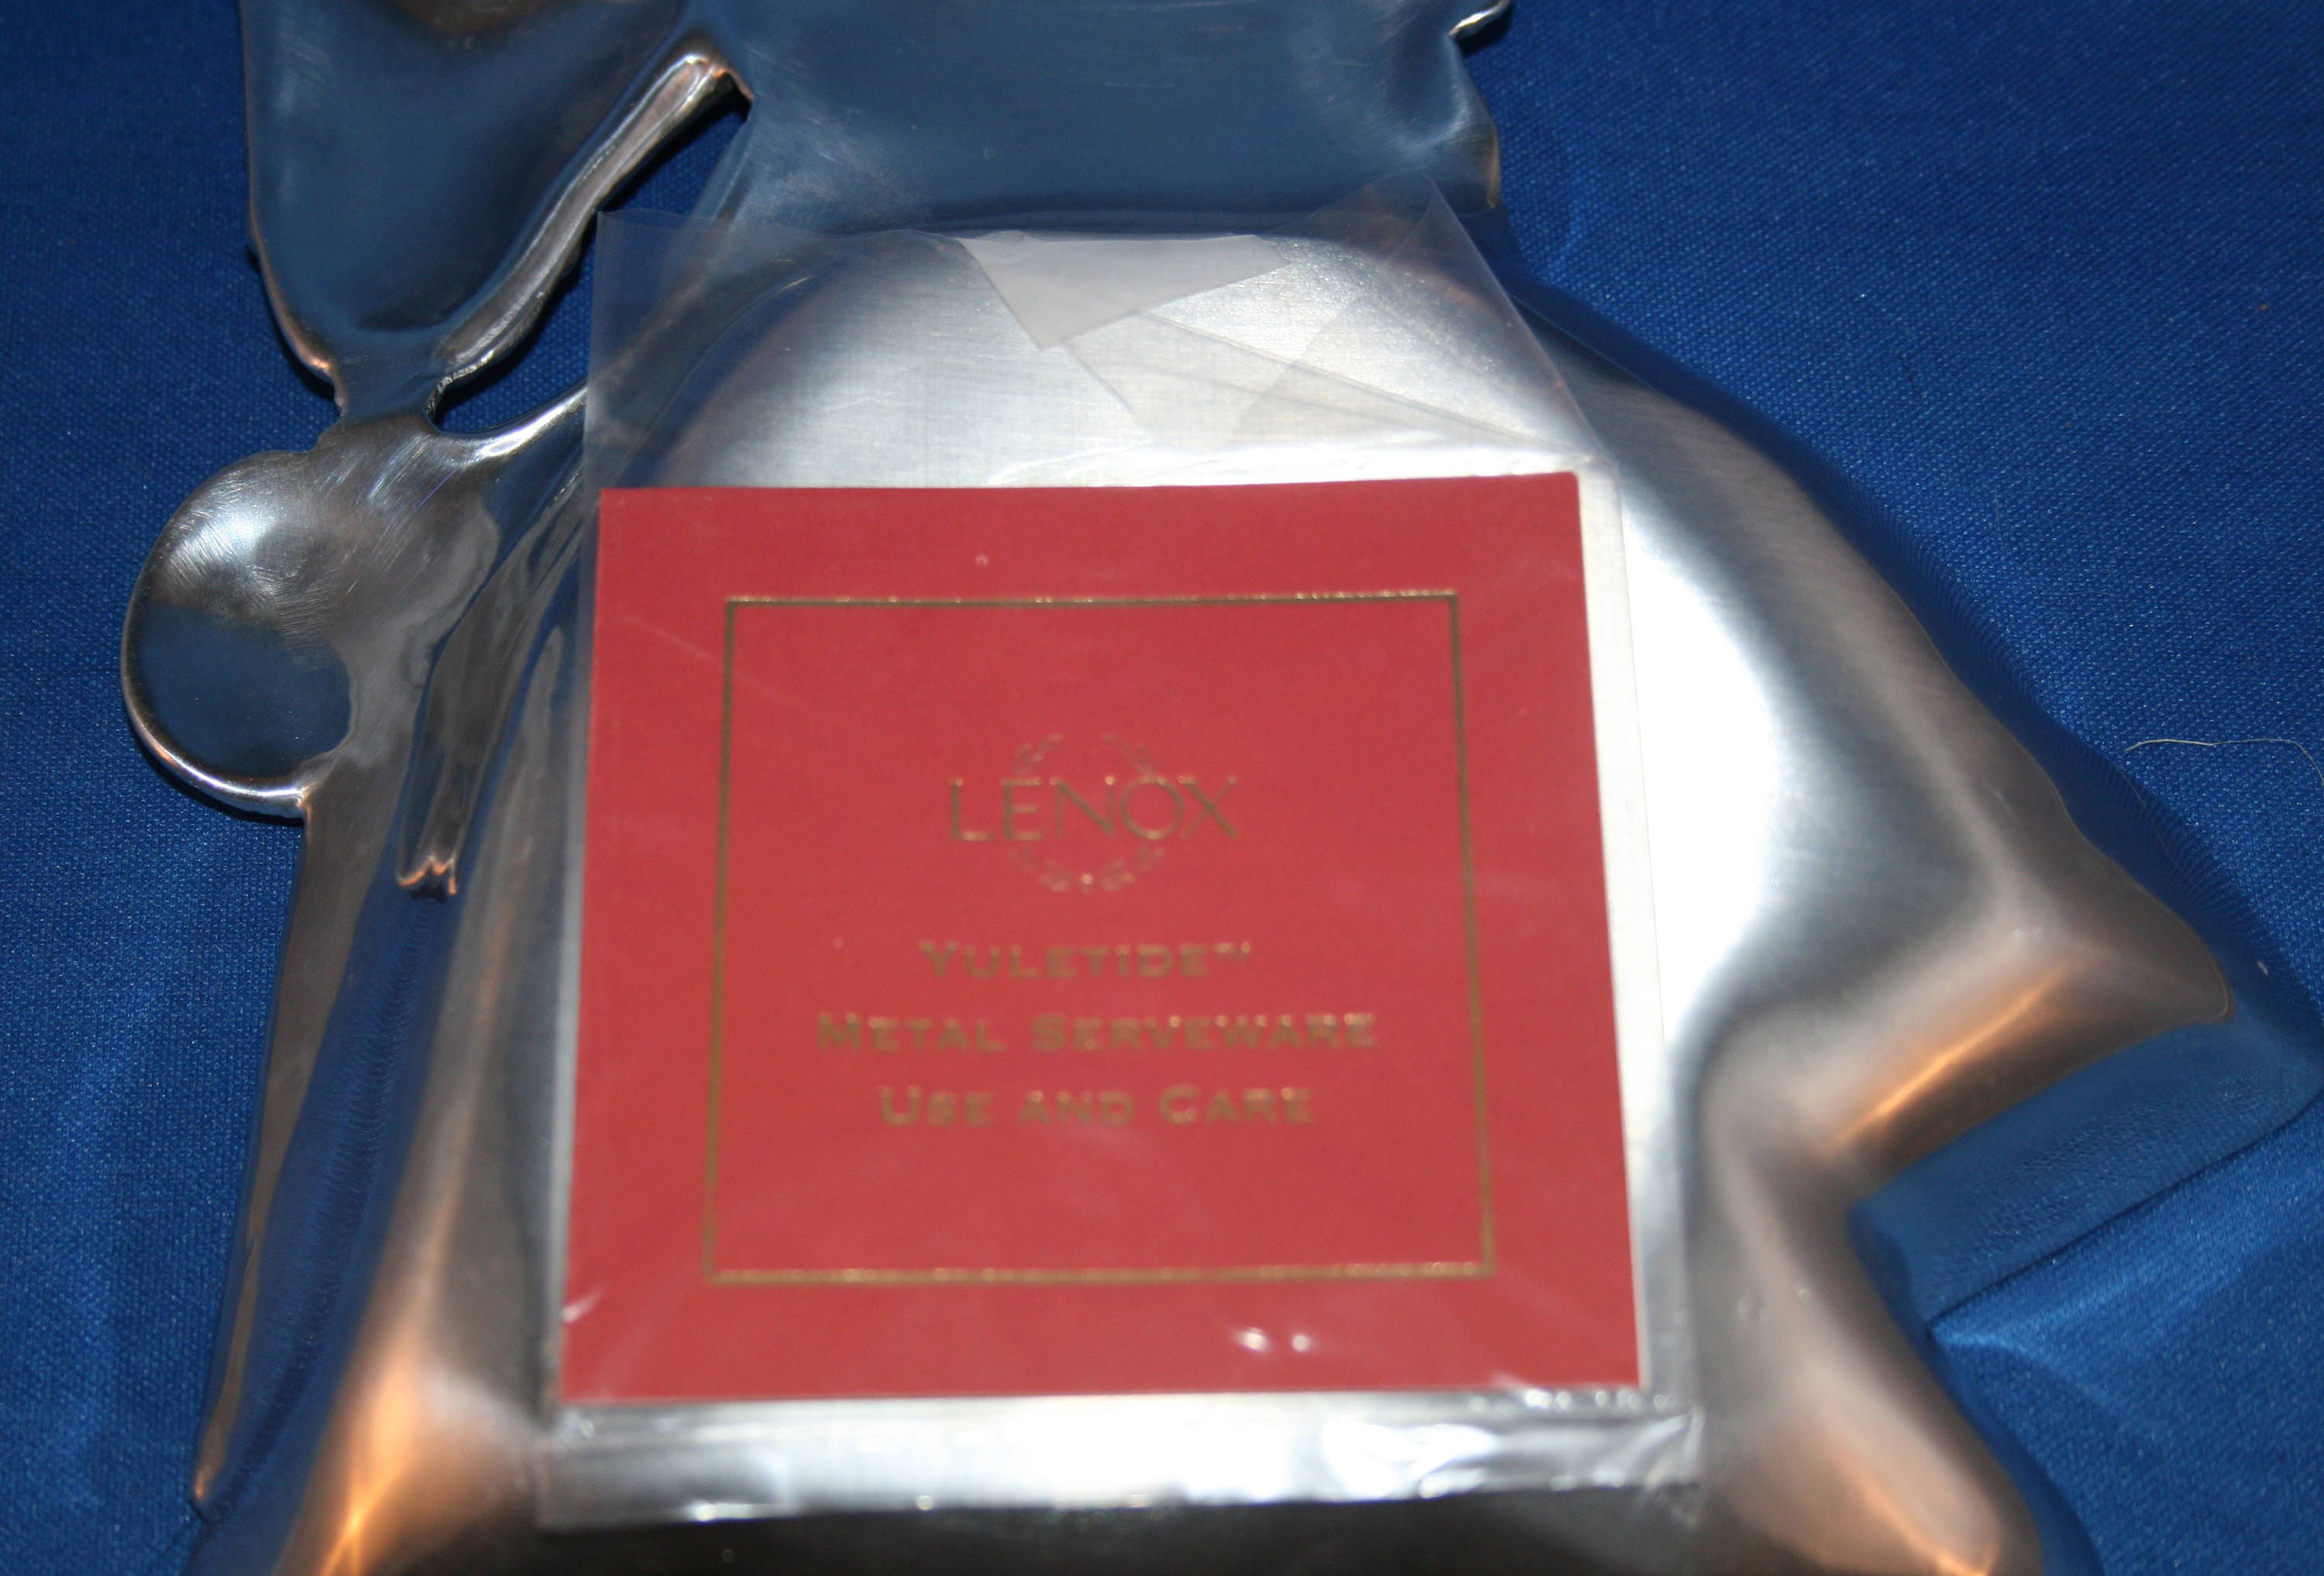 LENOX
YULETIDE™
METAL SERVEWARE
USE AND CARE